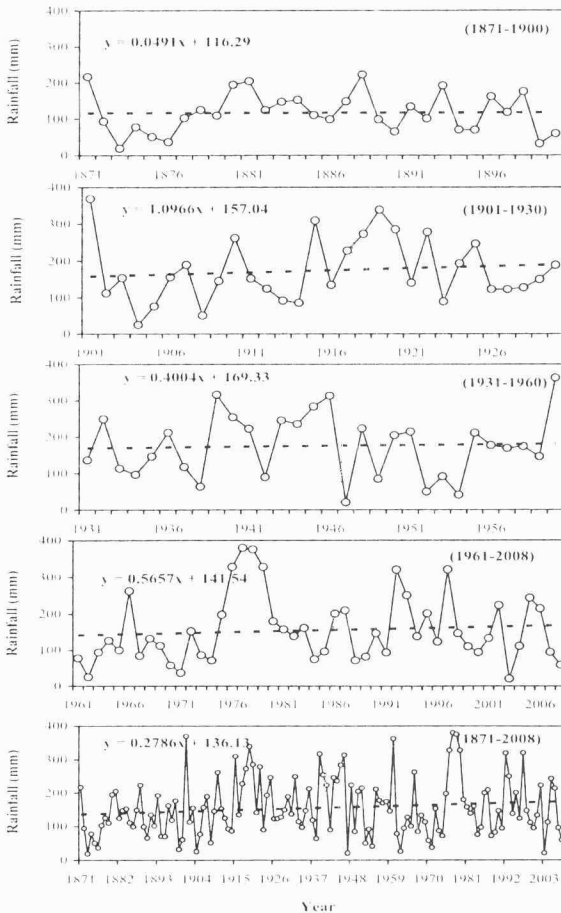 400
y = 0.0491x + 116.29 (1871-1900)
300
200
100
0
Rainfall (mm)
1871 1876 1881 1886 1891 1896
400
y = 1.0966x + 157.04 (1901-1930)
300
200
100
0
Rainfall (mm)
1901 1906 1911 1916 1921 1926
400
y = 0.4004x + 169.33 (1931-1960)
300
200
100
0
Rainfall (mm)
1931 1936 1941 1946 1951 1956
400
(1961-2008)
300
y = 0.5657x + 141.54
200
100
0
Rainfall (mm)
1961 1966 1971 1976 1981 1986 1991 1996 2001 2006
400
y = 0.2786x + 136.13 (1871-2008)
300
200
100
0
Rainfall (mm)
1871 1882 1893 1904 1915 1926 1937 1948 1959 1970 1981 1992 2003
Year